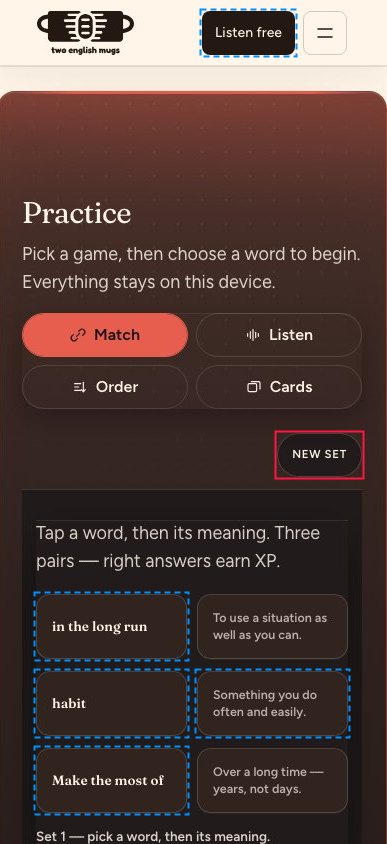 two english mugs
Listen free
Practice
Pick a game, then choose a word to begin.
Everything stays on this device.
Match
Listen
Order
Cards
NEW SET
Tap a word, then its meaning. Three
pairs — right answers earn XP.
in the long run
To use a situation as
well as you can.
habit
Something you do
often and easily.
Make the most of
Over a long time —
years, not days.
Set 1 — pick a word, then its meaning.